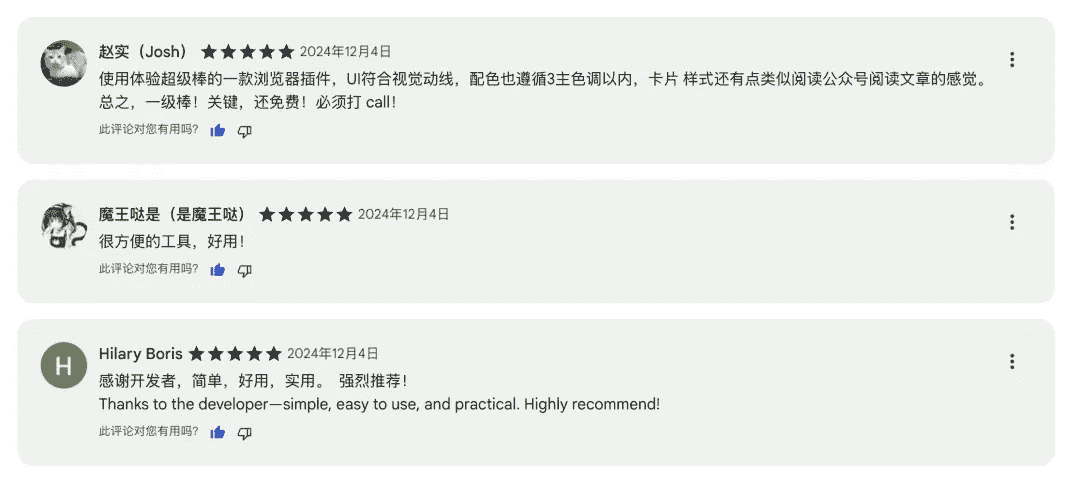 赵实（Josh） ★★★★★ 2024年12月4日
使用体验超级棒的一款浏览器插件，UI符合视觉动线，配色也遵循3主色调以内，卡片 样式还有点类似阅读公众号阅读文章的感觉。
总之，一级棒！关键，还免费！必须打 call！
此评论对您有用吗？
魔王哒是（是魔王哒） ★★★★★ 2024年12月4日
很方便的工具，好用！
此评论对您有用吗？
H
Hilary Boris ★★★★★ 2024年12月4日
感谢开发者，简单，好用，实用。 强烈推荐！
Thanks to the developer—simple, easy to use, and practical. Highly recommend!
此评论对您有用吗？